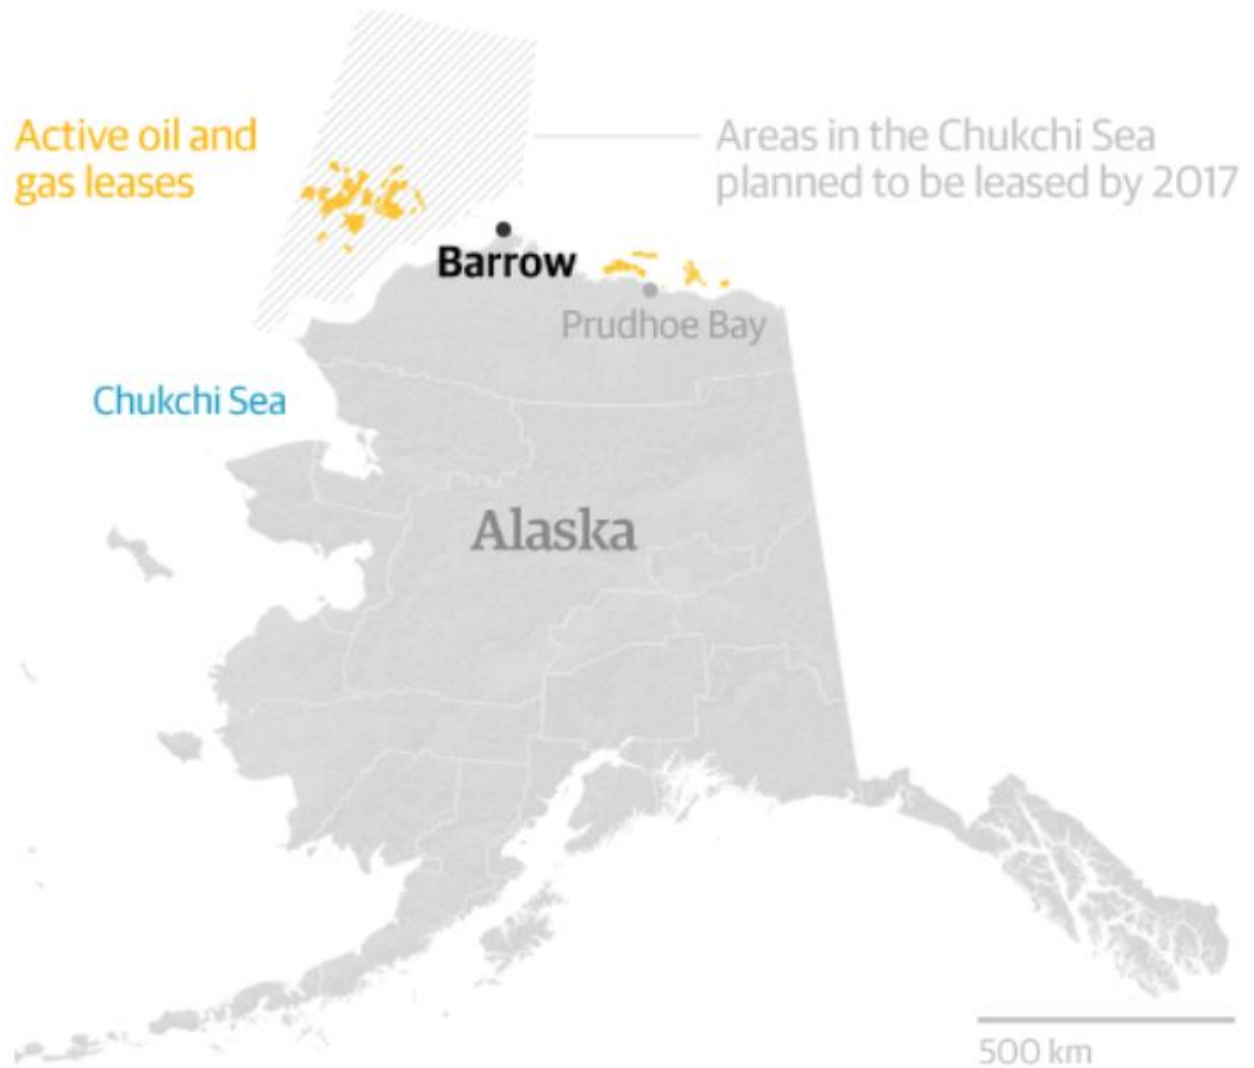 Active oil and
gas leases
Areas in the Chukchi Sea
planned to be leased by 2017
Barrow
Prudhoe Bay
Chukchi Sea
Alaska
500 km